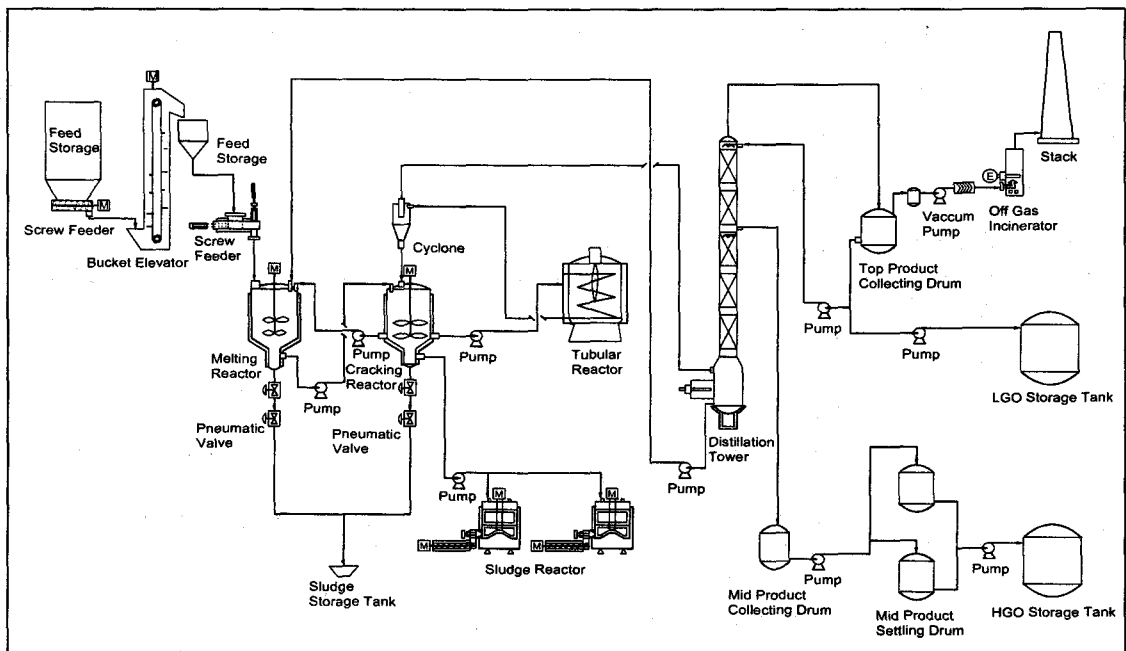 M
Feed
Storage
M
Screw Feeder
Bucket Elevator
Feed
Storage
Screw
Feeder
M
Melting
Reactor
Pneumatic
Valve
Pump
Pump
Cyclone
M
Cracking
Reactor
Pneumatic
Valve
Pump
Tubular
Reactor
Pump
M
M
M
M
Sludge Reactor
Sludge
Storage Tank
Pump
Distillation
Tower
Top Product
Collecting Drum
Vaccum
Pump
E
Off Gas
Incinerator
Stack
Pump
Pump
LGO Storage Tank
Mid Product
Collecting Drum
Pump
Mid Product
Settling Drum
Pump
HGO Storage Tank